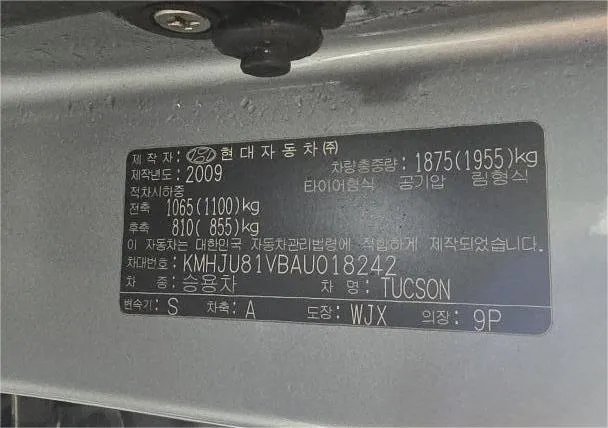 제 작 자: 현대자동차㈜
제작년도: 2009 차량총중량: 1875(1955)kg
적차시하중 타이어형식 공기압 림형식
전축 1065(1100)kg
후축 810( 855)kg
이 자동차는 대한민국 자동차관리법령에 적합하게 제작되었습니다.
차대번호: KMHJU81VBAU018242
차 종: 승용차 차 명: TUCSON
변속기: S 차축: A 도장: WJX 의장: 9P